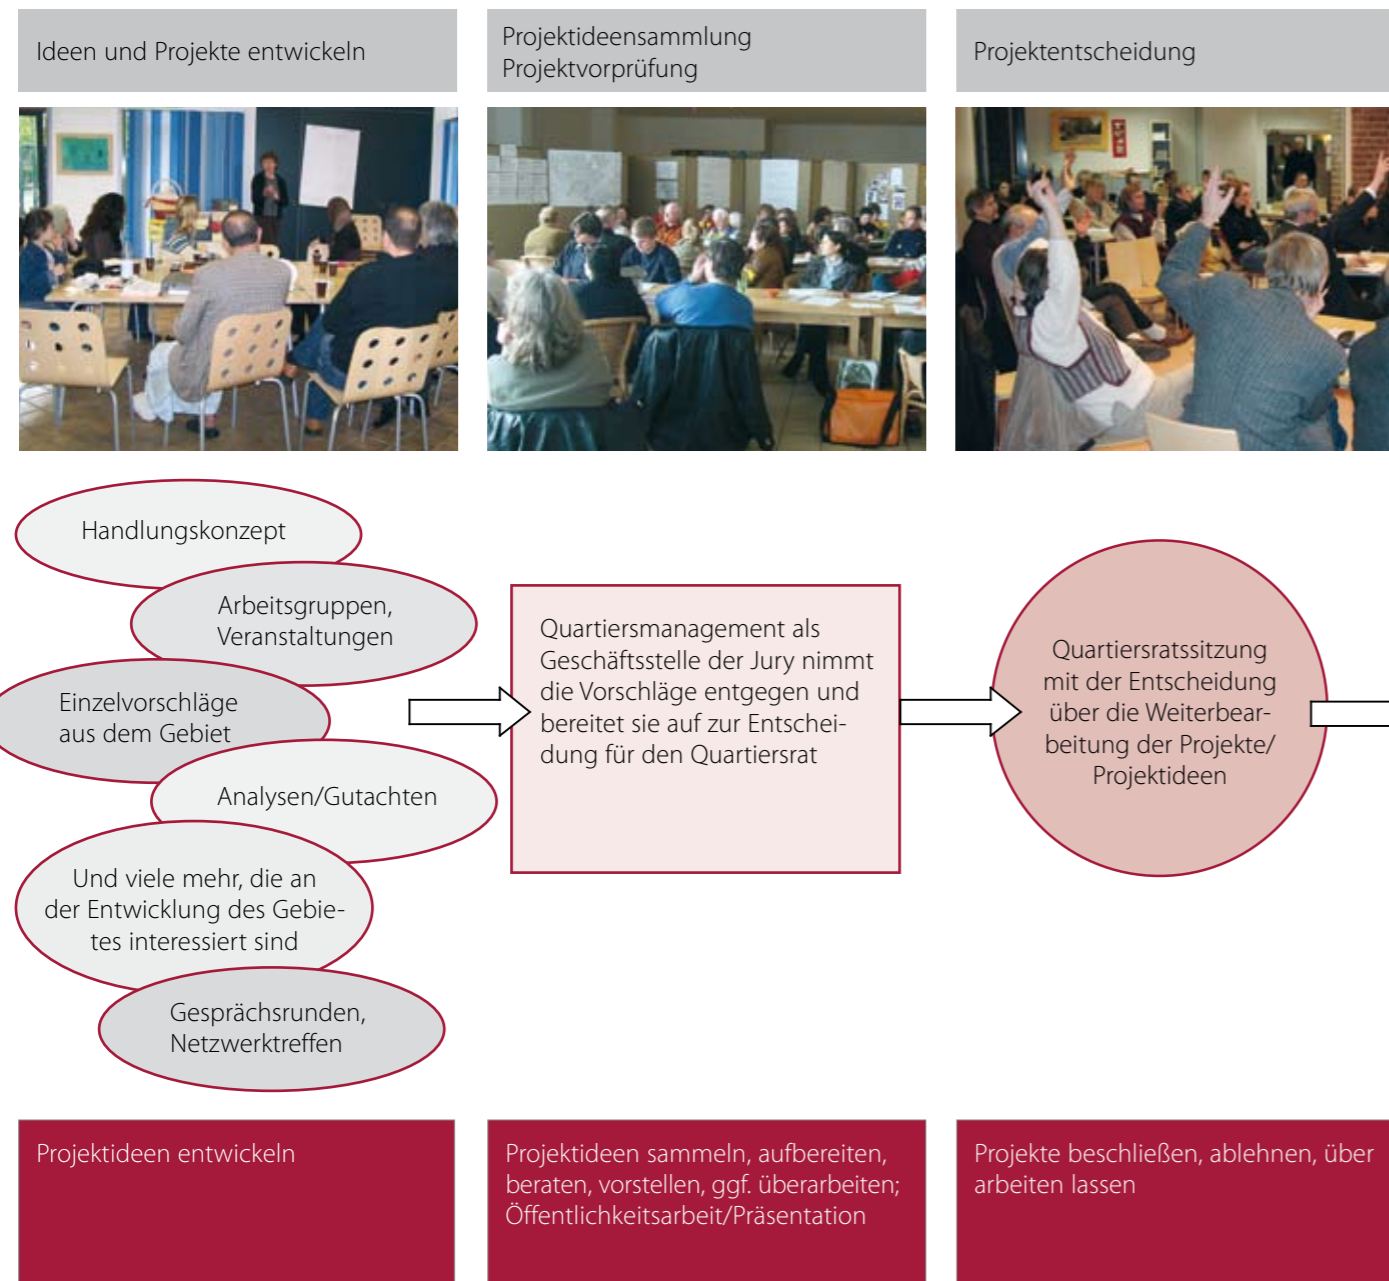 Ideen und Projekte entwickeln
Projektideensammlung
Projektvorprüfung
Projektentscheidung
Handlungskonzept
Arbeitsgruppen,
Veranstaltungen
Einzelvorschläge
aus dem Gebiet
Analysen/Gutachten
Und viele mehr, die an
der Entwicklung des Gebie-
tes interessiert sind
Gesprächsrunden,
Netzwerktreffen
Quartiersmanagement als
Geschäftsstelle der Jury nimmt
die Vorschläge entgegen und
bereitet sie auf zur Entschei-
dung für den Quartiersrat
Quartiersratssitzung
mit der Entscheidung
über die Weiterbear-
beitung der Projekte/
Projektideen
Projektideen entwickeln
Projektideen sammeln, aufbereiten,
beraten, vorstellen, ggf. überarbeiten;
Öffentlichkeitsarbeit/Präsentation
Projekte beschließen, ablehnen, über
arbeiten lassen